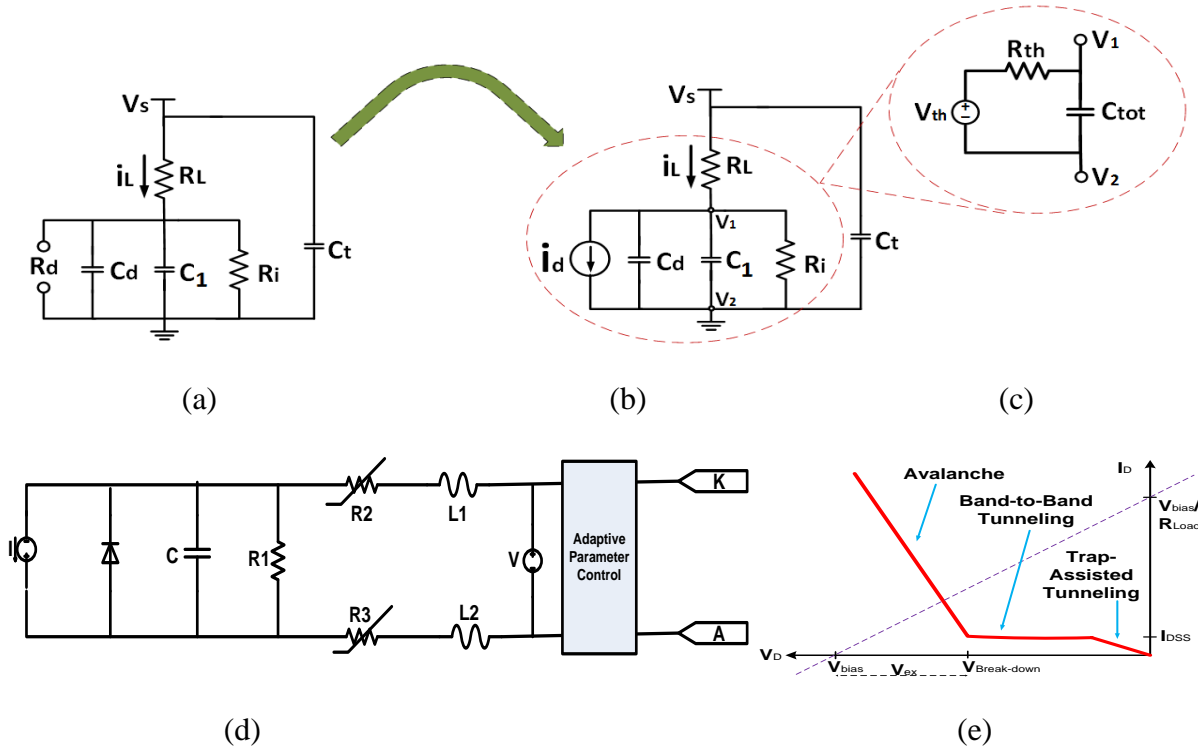 Vs
iL
RL
Rd
Cd
C1
Ri
Ct
(a)
Vs
iL
RL
V1
id
Cd
C1
Ri
V2
Ct
(b)
V1
Rth
Vth
+
−
Ctot
V2
(c)
I
C
R1
R2
L1
R3
L2
V
Adaptive
Parameter
Control
K
A
(d)
Avalanche
Band-to-Band
Tunneling
Trap-
Assisted
Tunneling
ID
Vbias/
RLoad
IDSS
VD
Vbias
Vex
VBreak-down
(e)